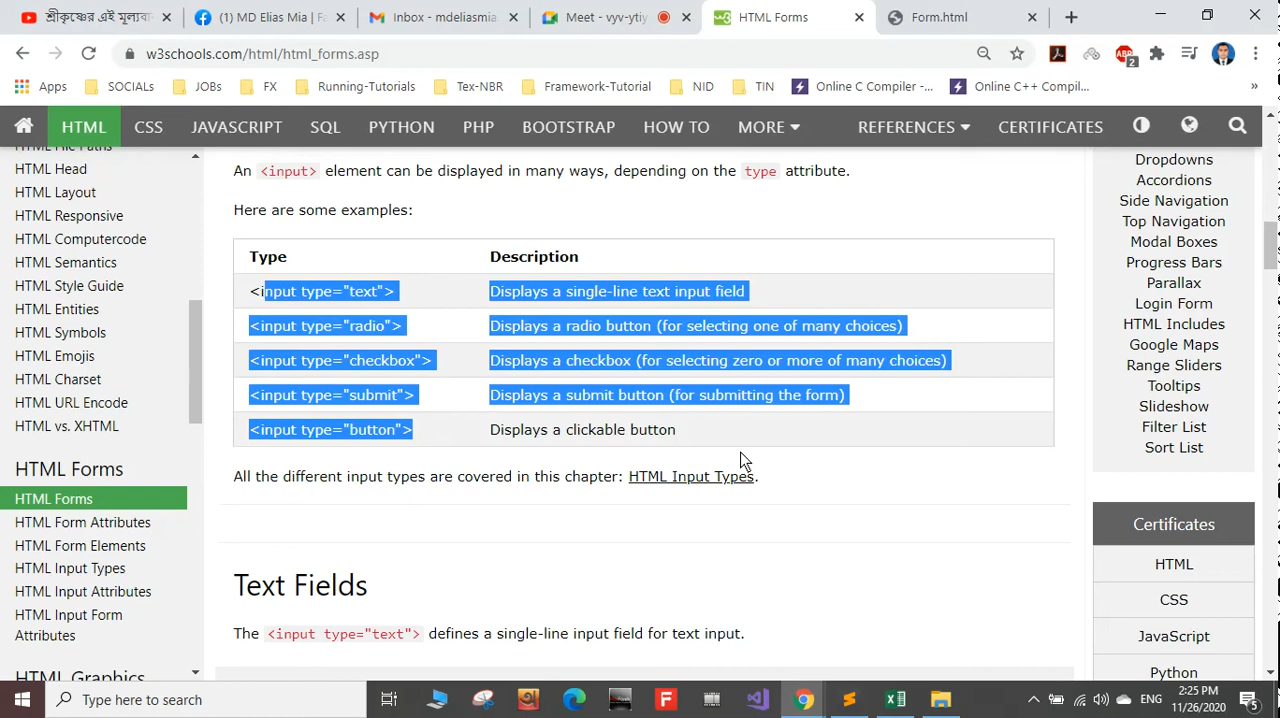 শ্রীকৃষ্ণের এই মূল্যবা
(1) MD Elias Mia | Fa
Inbox - mdeliasmia
Meet - vyv-ytiy
HTML Forms
Form.html
w3schools.com/html/html_forms.asp
ABP
2
Apps
SOCIALs
JOBs
FX
Running-Tutorials
Tex-NBR
Framework-Tutorial
NID
TIN
Online C Compiler -...
Online C++ Compil...
»
HTML
CSS
JAVASCRIPT
SQL
PYTHON
PHP
BOOTSTRAP
HOW TO
MORE
REFERENCES
CERTIFICATES
HTML File Paths
HTML Head
HTML Layout
HTML Responsive
HTML Computercode
HTML Semantics
HTML Style Guide
HTML Entities
HTML Symbols
HTML Emojis
HTML Charset
HTML URL Encode
HTML vs. XHTML
HTML Forms
HTML Forms
HTML Form Attributes
HTML Form Elements
HTML Input Types
HTML Input Attributes
HTML Input Form
Attributes
HTML Graphics
An <input> element can be displayed in many ways, depending on the type attribute.
Here are some examples:
Type Description
<input type="text"> Displays a single-line text input field
<input type="radio"> Displays a radio button (for selecting one of many choices)
<input type="checkbox"> Displays a checkbox (for selecting zero or more of many choices)
<input type="submit"> Displays a submit button (for submitting the form)
<input type="button"> Displays a clickable button
All the different input types are covered in this chapter: HTML Input Types.
Text Fields
The <input type="text"> defines a single-line input field for text input.
Dropdowns
Accordions
Side Navigation
Top Navigation
Modal Boxes
Progress Bars
Parallax
Login Form
HTML Includes
Google Maps
Range Sliders
Tooltips
Slideshow
Filter List
Sort List
Certificates
HTML
CSS
JavaScript
Python
Type here to search
F
ENG
2:25 PM
11/26/2020
5